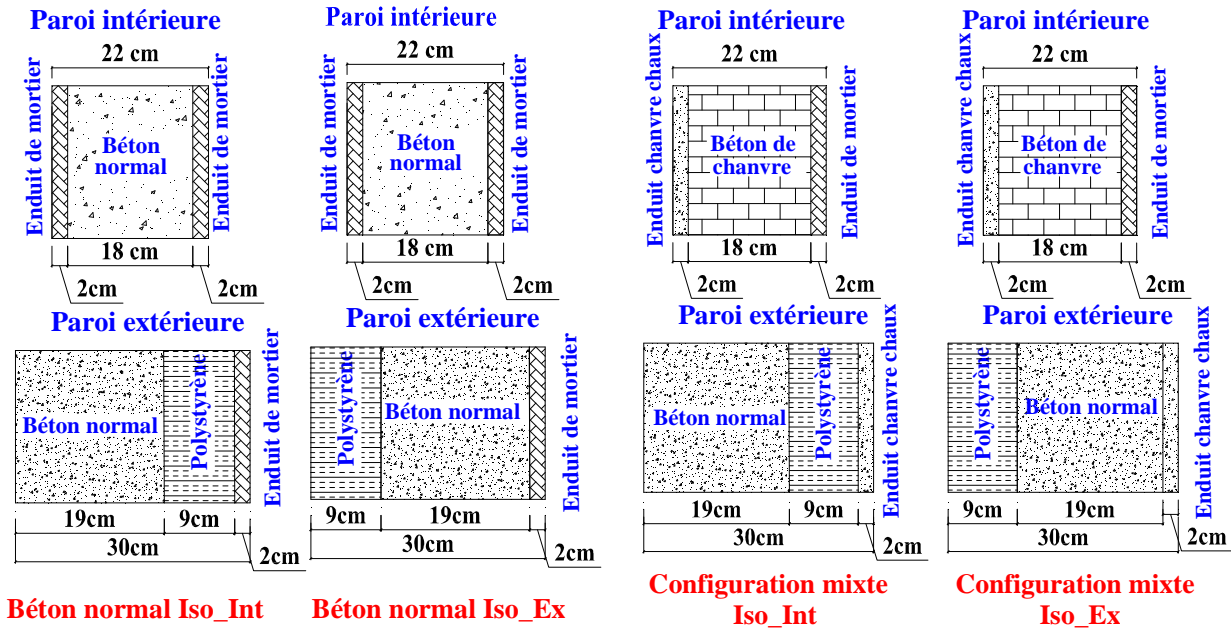 Paroi intérieure
22 cm
Enduit de mortier
Béton
normal
Enduit de mortier
18 cm
2cm
2cm
Paroi extérieure
Béton normal
Polystyrène
Enduit de mortier
19cm
9cm
30cm
2cm
Béton normal Iso_Int
Paroi intérieure
22 cm
Enduit de mortier
Béton
normal
Enduit de mortier
18 cm
2cm
2cm
Paroi extérieure
Polystyrène
Béton normal
Enduit de mortier
9cm
19cm
30cm
2cm
Béton normal Iso_Ex
Paroi intérieure
22 cm
Enduit chanvre chaux
Béton de
chanvre
Enduit de mortier
18 cm
2cm
2cm
Paroi extérieure
Béton normal
Polystyrène
Enduit chanvre chaux
19cm
9cm
30cm
2cm
Configuration mixte
Iso_Int
Paroi intérieure
22 cm
Enduit chanvre chaux
Béton de
chanvre
Enduit de mortier
18 cm
2cm
2cm
Paroi extérieure
Polystyrène
Béton normal
Enduit chanvre chaux
9cm
19cm
30cm
2cm
Configuration mixte
Iso_Ex